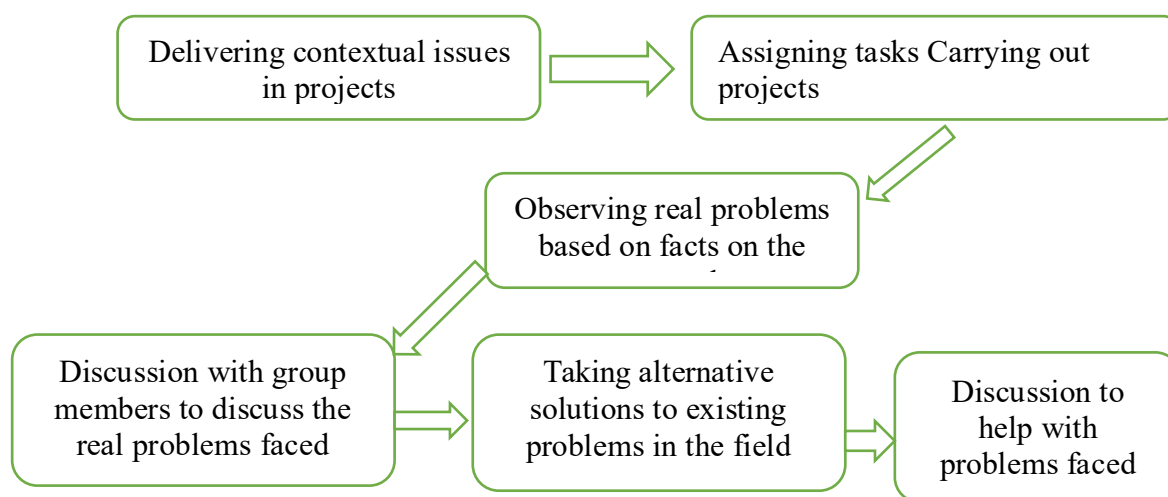 Delivering contextual issues
in projects
Assigning tasks Carrying out
projects
Observing real problems
based on facts on the
Discussion with group
members to discuss the
real problems faced
Taking alternative
solutions to existing
problems in the field
Discussion to
help with
problems faced